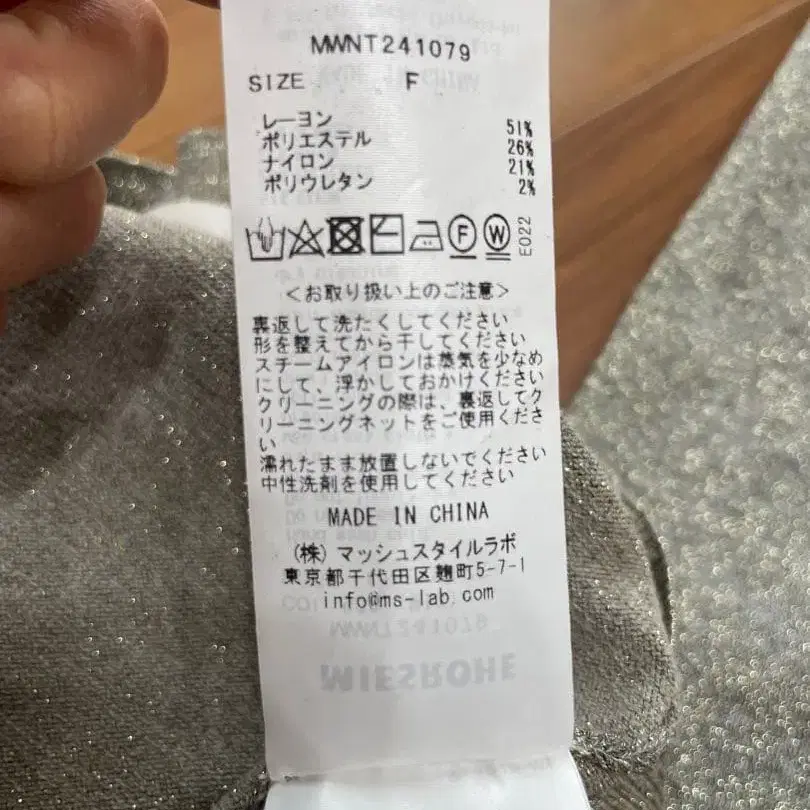 MWNT241079
SIZE F
レーヨン 51%
ポリエステル 26%
ナイロン 21%
ポリウレタン 2%
F W E022
＜お取り扱い上のご注意＞
裏返して洗たくしてください
形を整えてから干してください
スチームアイロンは蒸気を少なめ
にして、浮かしておかけください
クリーニングの際は、裏返してク
リーニングネットをご使用くださ
い
濡れたまま放置しないでください
中性洗剤を使用してください
MADE IN CHINA
(株) マッシュスタイルラボ
東京都千代田区麹町5-7-1
info@ms-lab.com
MWNT241079
MIESROHE